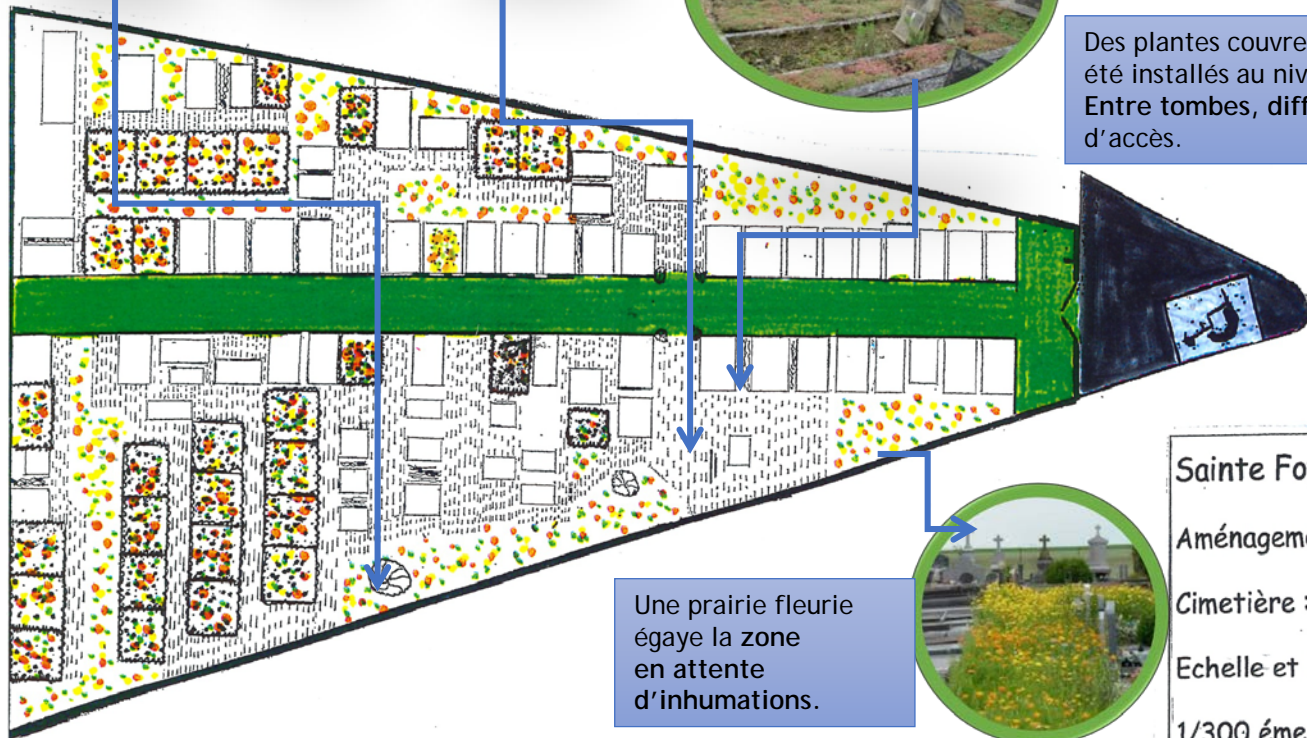 Des plantes couvre
été installés au niv
Entre tombes, diff
d'accès.
Une prairie fleurie
égaye la zone
en attente
d'inhumations.
Sainte Fo
Aménageme
Cimetière :
Echelle et
1/300 éme